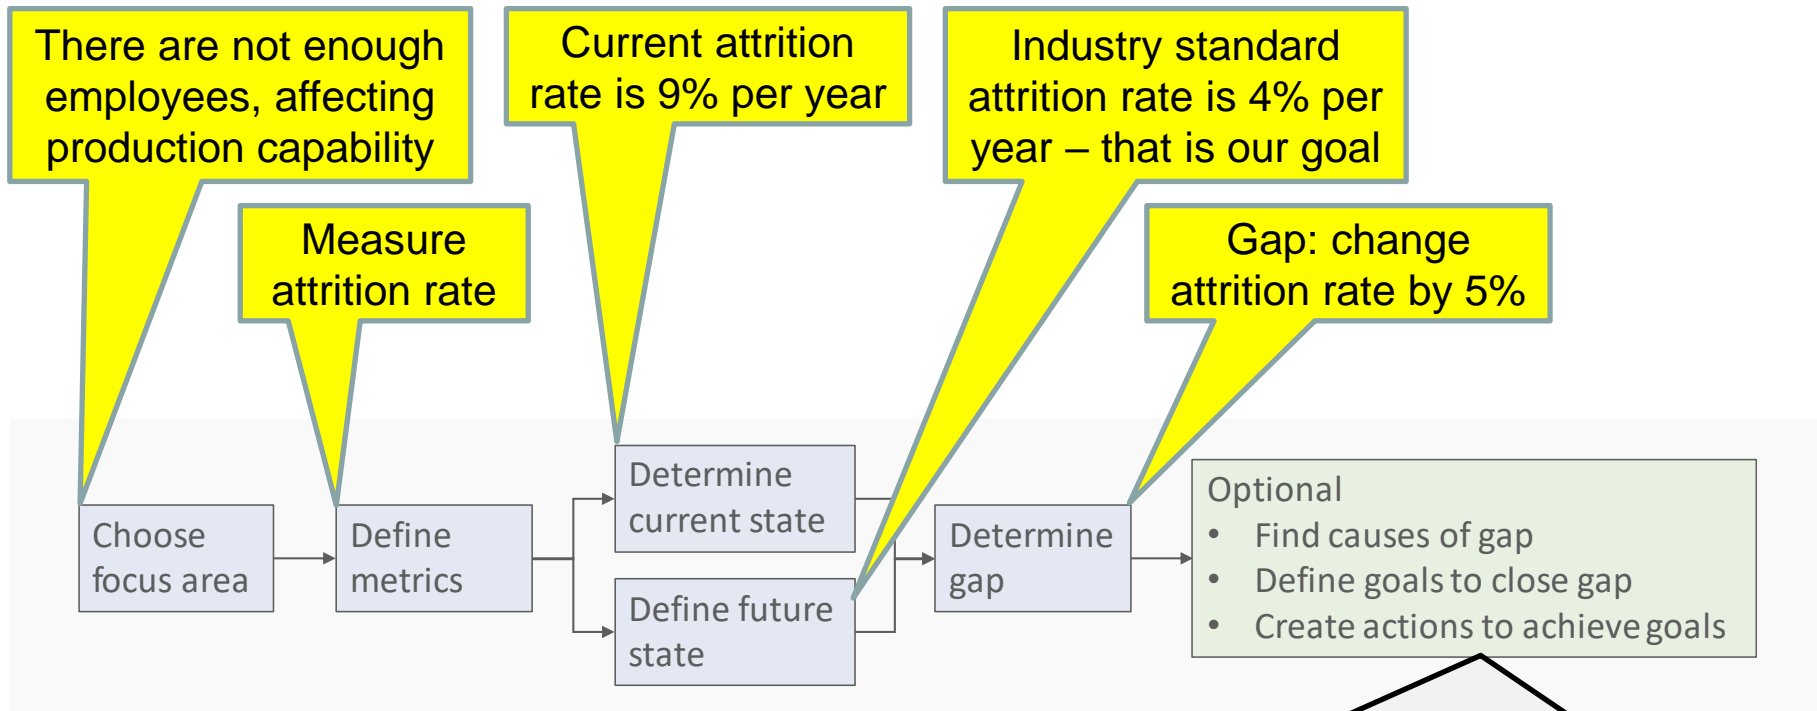 There are not enough
employees, affecting
production capability
Current attrition
rate is 9% per year
Industry standard
attrition rate is 4% per
year – that is our goal
Measure
attrition rate
Gap: change
attrition rate by 5%
Choose
focus area
Define
metrics
Determine
current state
Define future
state
Determine
gap
Optional
• Find causes of gap
• Define goals to close gap
• Create actions to achieve goals